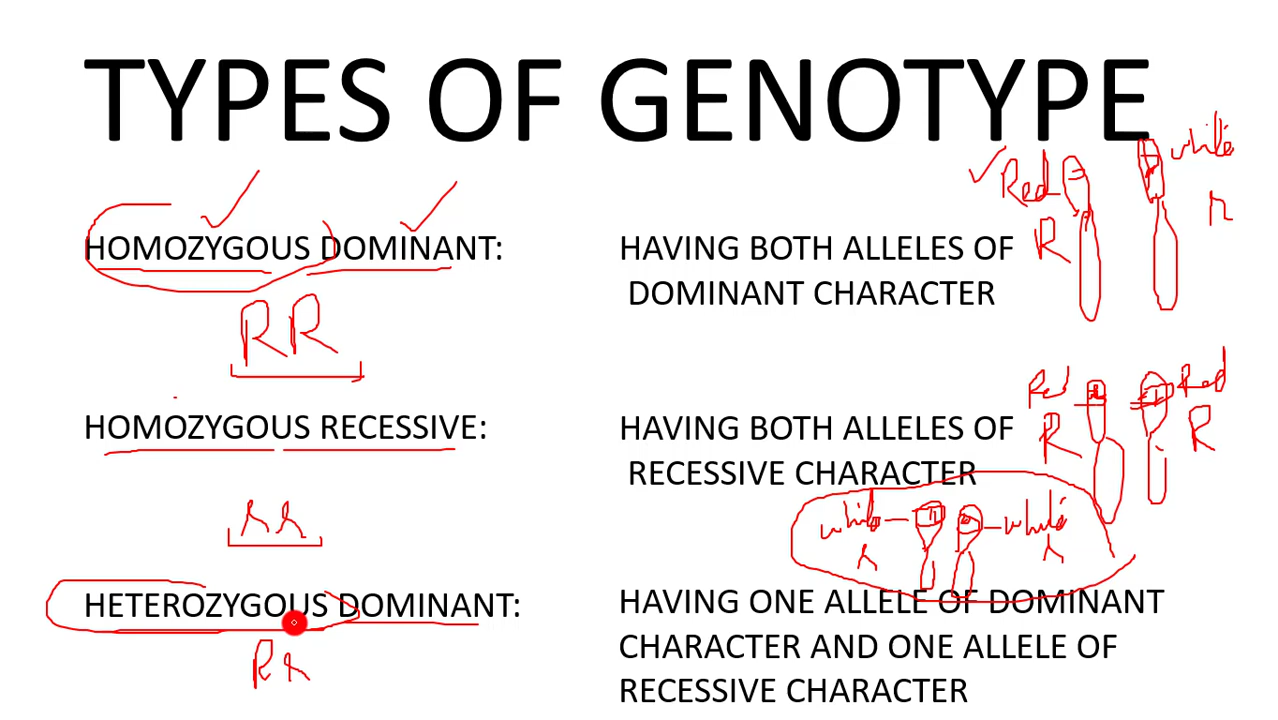 TYPES OF GENOTYPE
white
Red
r
HOMOZYGOUS DOMINANT:
HAVING BOTH ALLELES OF
R
DOMINANT CHARACTER
RR
Red
Red
HOMOZYGOUS RECESSIVE:
HAVING BOTH ALLELES OF
R
R
RECESSIVE CHARACTER
rr
white
white
r
r
HETEROZYGOUS DOMINANT:
HAVING ONE ALLELE OF DOMINANT
CHARACTER AND ONE ALLELE OF
Rr
RECESSIVE CHARACTER